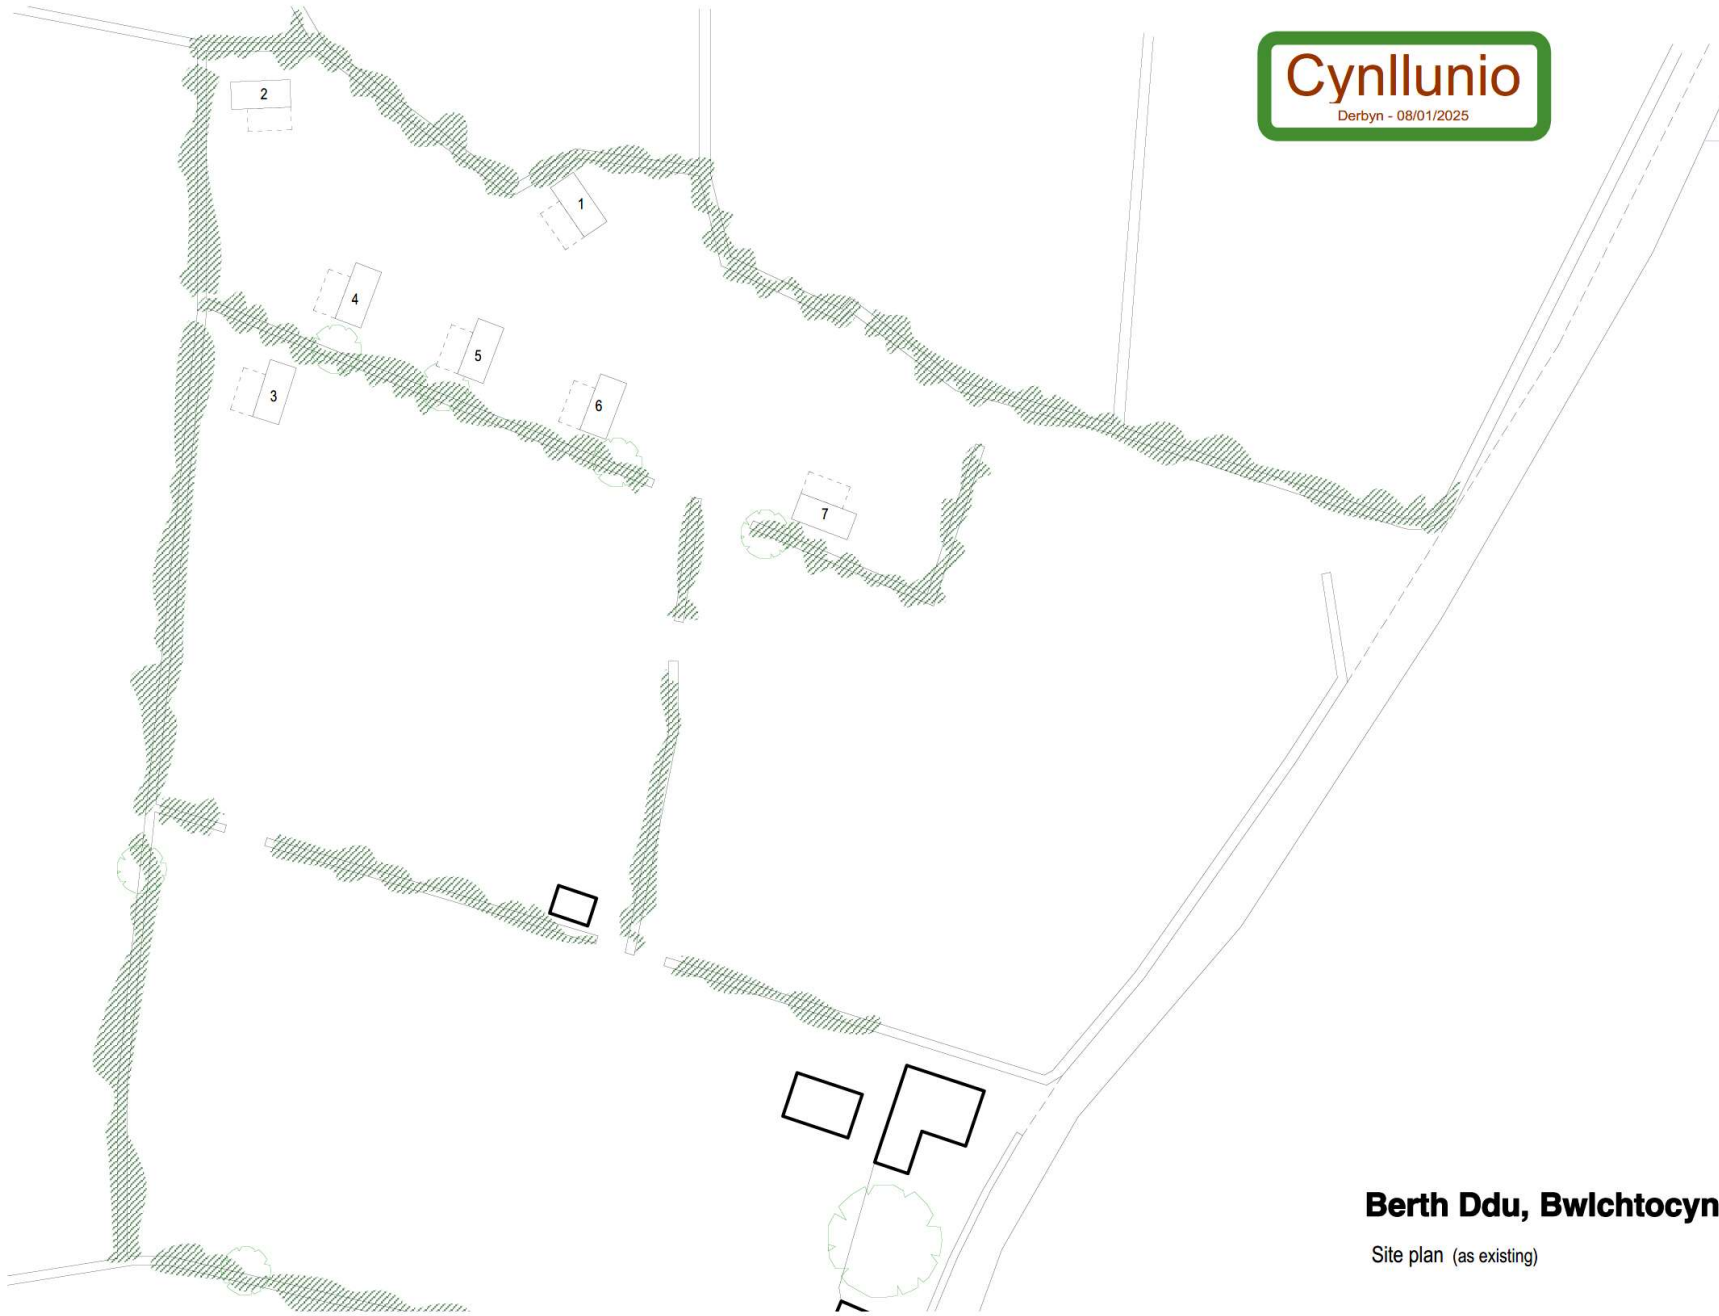 Cynllunio
Derbyn - 08/01/2025
2
1
4
5
3
6
7
Berth Ddu, Bwlchtocyn
Site plan (as existing)